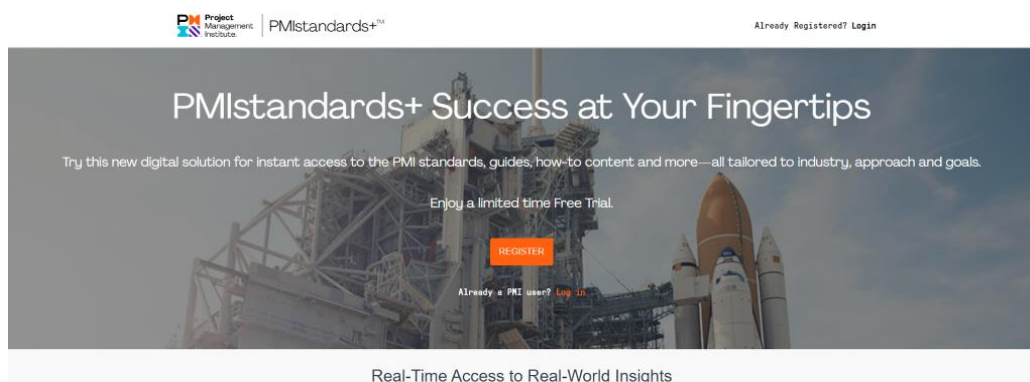 Project
Management
Institute.
PMIstandards+™
Already Registered? Login
PMIstandards+ Success at Your Fingertips
Try this new digital solution for instant access to the PMI standards, guides, how-to content and more—all tailored to industry, approach and goals.
Enjoy a limited time Free Trial.
REGISTER
Already a PMI user? Log in
Real-Time Access to Real-World Insights